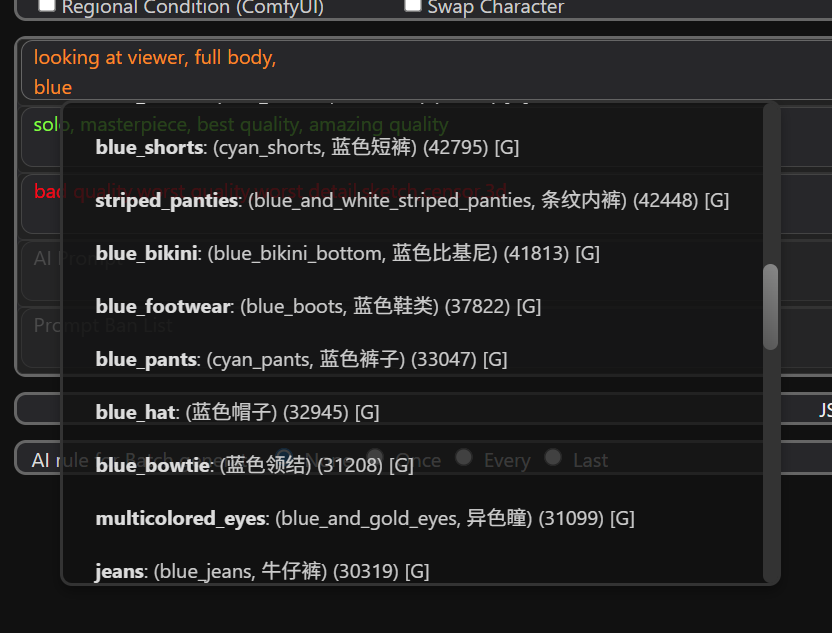 Regional Condition (ComfyUI) Swap Character
looking at viewer, full body,
blue
solo, masterpiece, best quality, amazing quality
blue_shorts: (cyan_shorts, 蓝色短裤) (42795) [G]
bad quality,worst quality,worst detail,sketch,censor,3d
striped_panties: (blue_and_white_striped_panties, 条纹内裤) (42448) [G]
blue_bikini: (blue_bikini_bottom, 蓝色比基尼) (41813) [G]
AI Prompt
blue_footwear: (blue_boots, 蓝色鞋类) (37822) [G]
Prompt Ban List
blue_pants: (cyan_pants, 蓝色裤子) (33047) [G]
blue_hat: (蓝色帽子) (32945) [G]
JS
AI rule for Batch generate None Once Every Last
blue_bowtie: (蓝色领结) (31208) [G]
multicolored_eyes: (blue_and_gold_eyes, 异色瞳) (31099) [G]
jeans: (blue_jeans, 牛仔裤) (30319) [G]